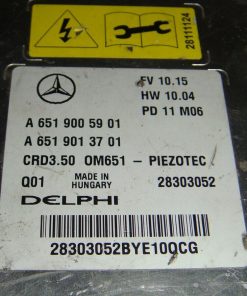 28111124
FV 10.15
HW 10.04
PD 11 M06
A 651 900 59 01
A 651 901 37 01
CRD3.50 OM651 - PIEZOTEC
Q01 MADE IN HUNGARY 28303052
DELPHI
28303052BYE10QCG